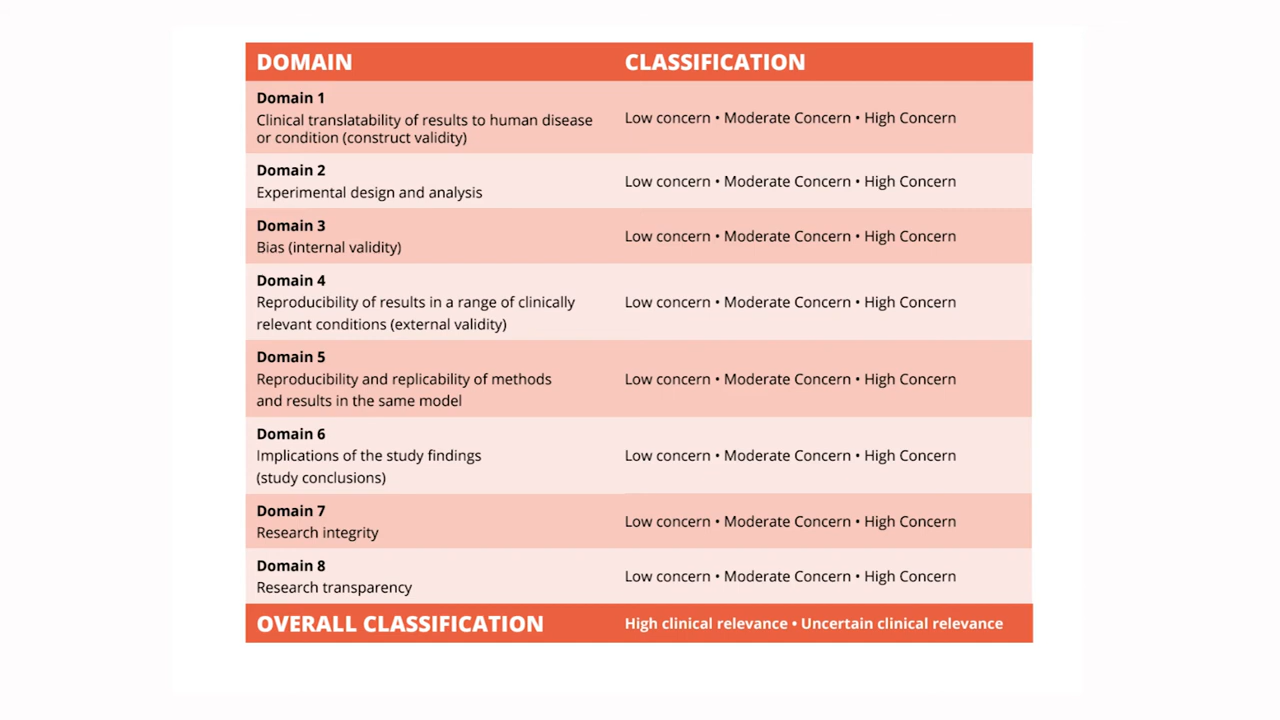 DOMAIN CLASSIFICATION
Domain 1
Clinical translatability of results to human disease
or condition (construct validity)
Low concern • Moderate Concern • High Concern
Domain 2
Experimental design and analysis
Low concern • Moderate Concern • High Concern
Domain 3
Bias (internal validity)
Low concern • Moderate Concern • High Concern
Domain 4
Reproducibility of results in a range of clinically
relevant conditions (external validity)
Low concern • Moderate Concern • High Concern
Domain 5
Reproducibility and replicability of methods
and results in the same model
Low concern • Moderate Concern • High Concern
Domain 6
Implications of the study findings
(study conclusions)
Low concern • Moderate Concern • High Concern
Domain 7
Research integrity
Low concern • Moderate Concern • High Concern
Domain 8
Research transparency
Low concern • Moderate Concern • High Concern
OVERALL CLASSIFICATION High clinical relevance • Uncertain clinical relevance